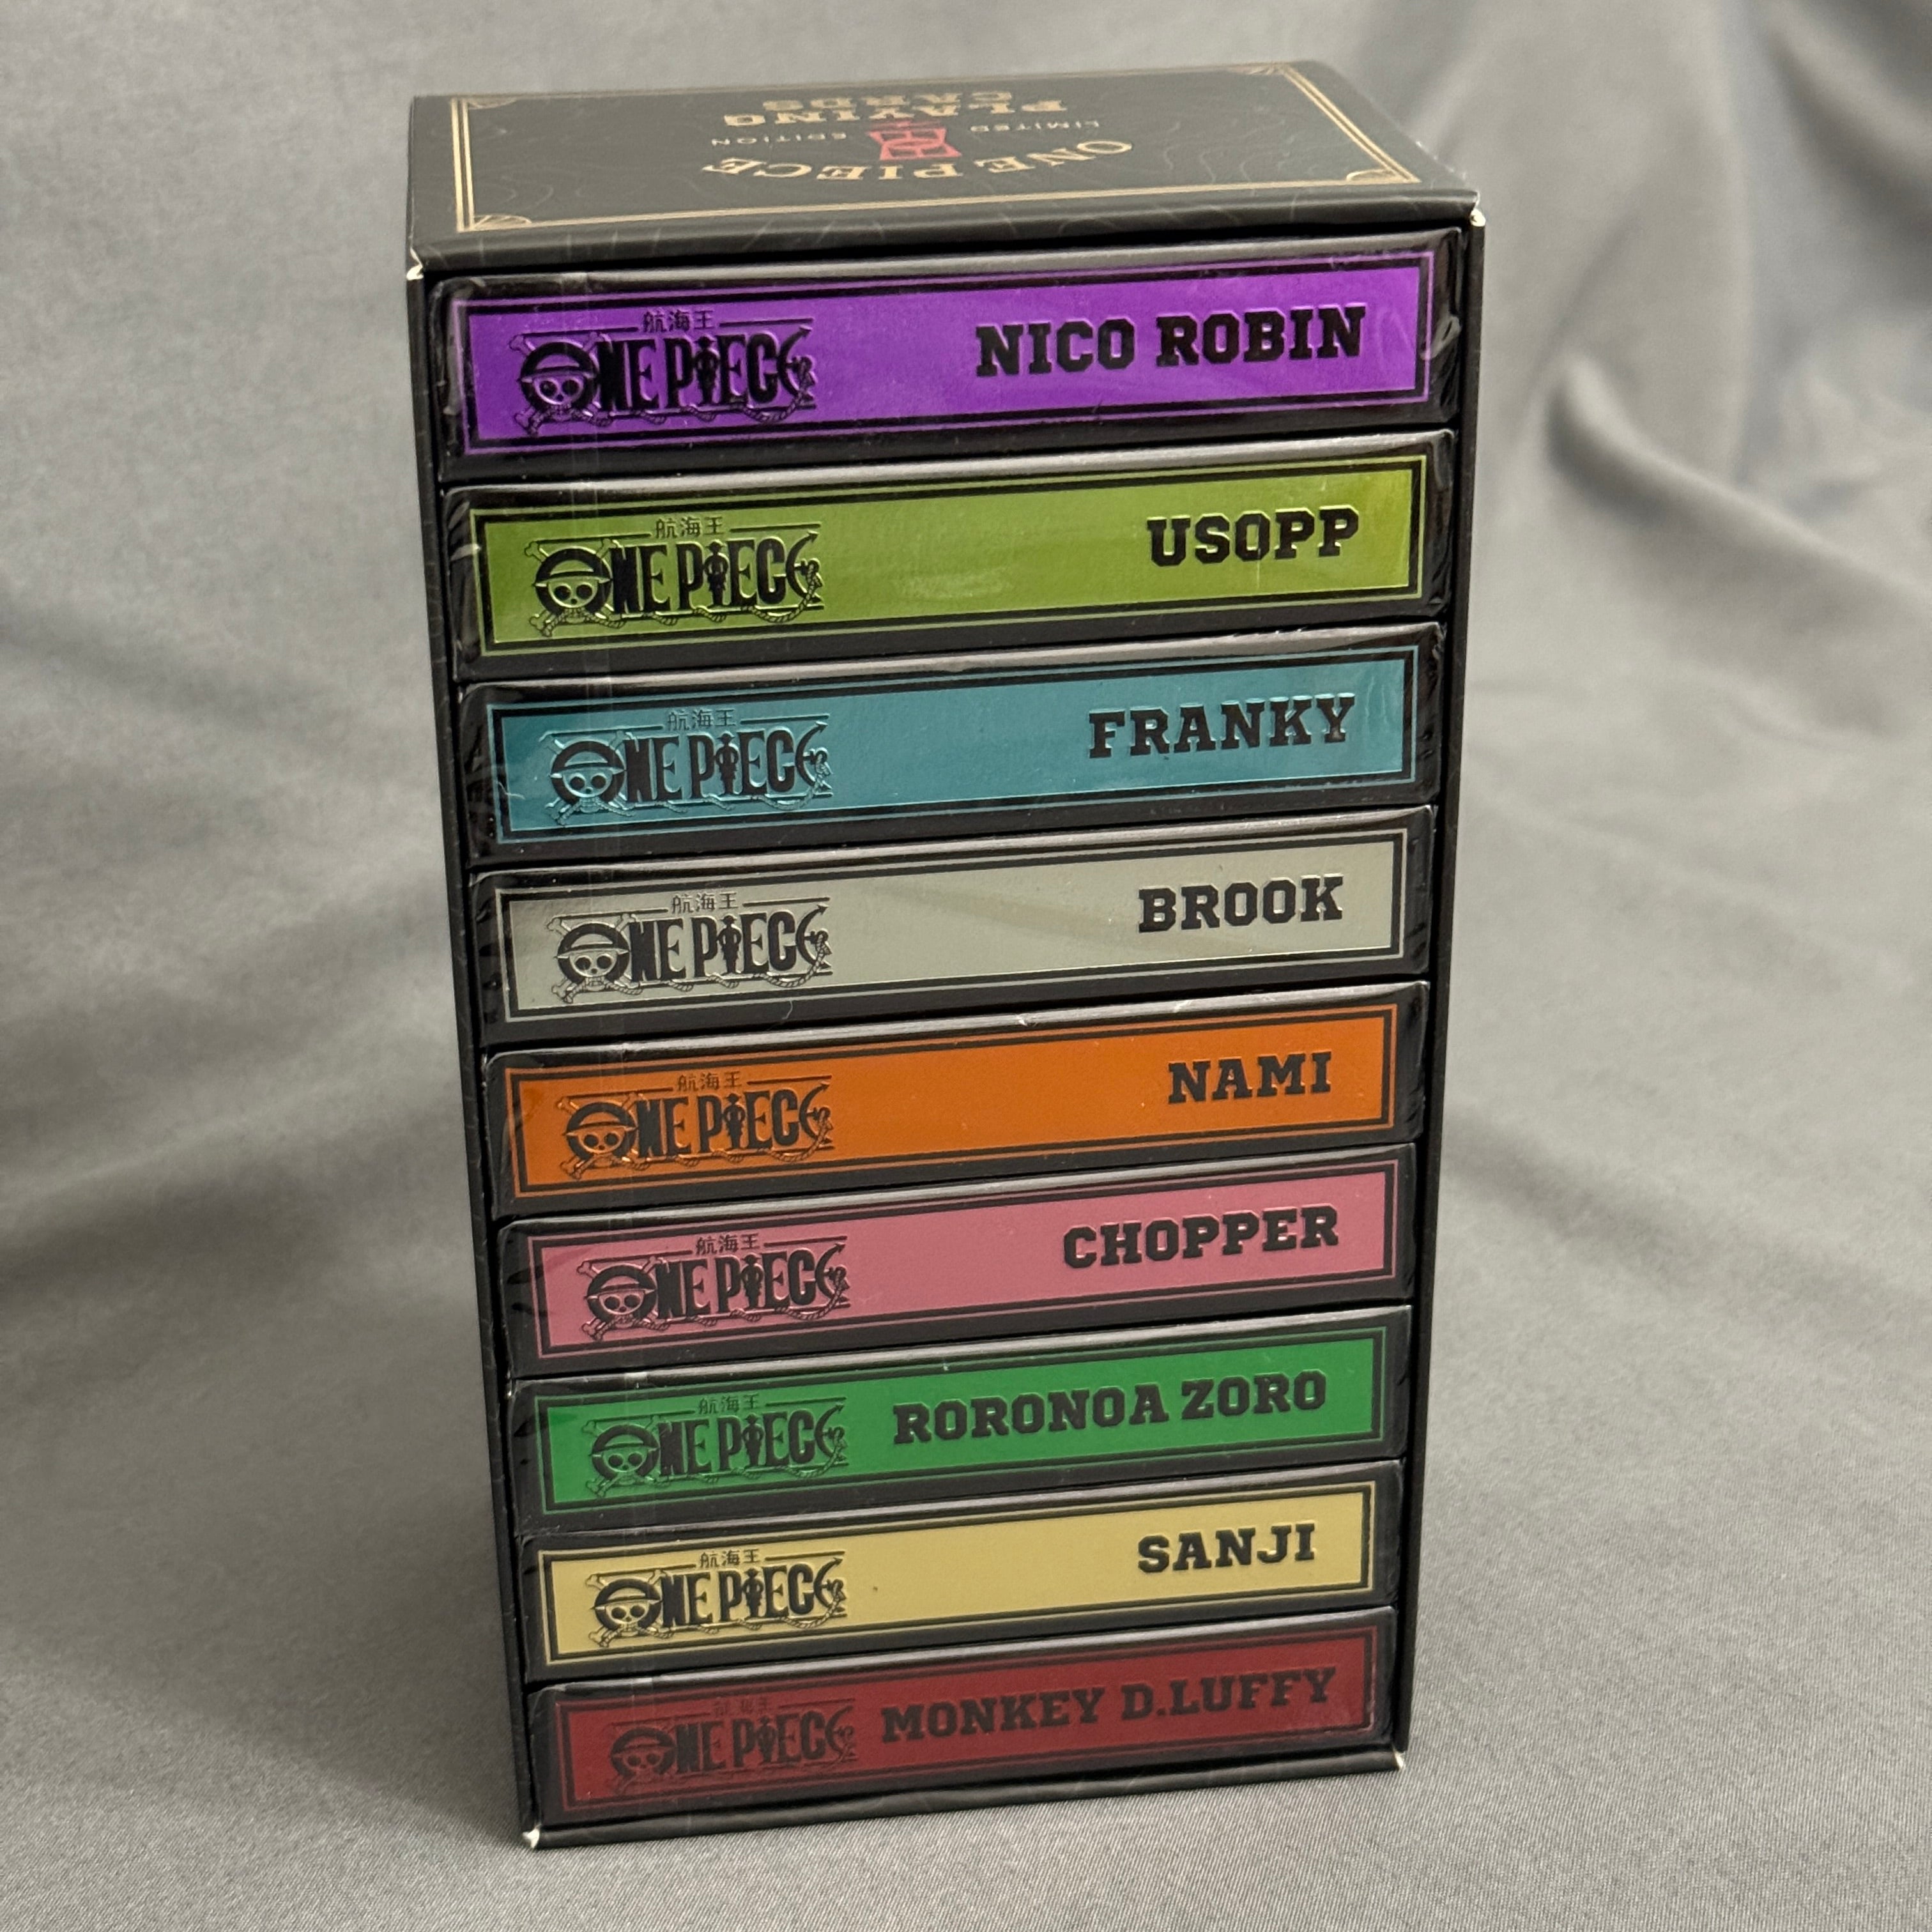 ONE PIECE
LIMITED EDITION
PLAYING
CARDS
航海王
ONE PIECE
NICO ROBIN
航海王
ONE PIECE
USOPP
航海王
ONE PIECE
FRANKY
航海王
ONE PIECE
BROOK
航海王
ONE PIECE
NAMI
航海王
ONE PIECE
CHOPPER
航海王
ONE PIECE
RORONOA ZORO
航海王
ONE PIECE
SANJI
航海王
ONE PIECE
MONKEY D.LUFFY